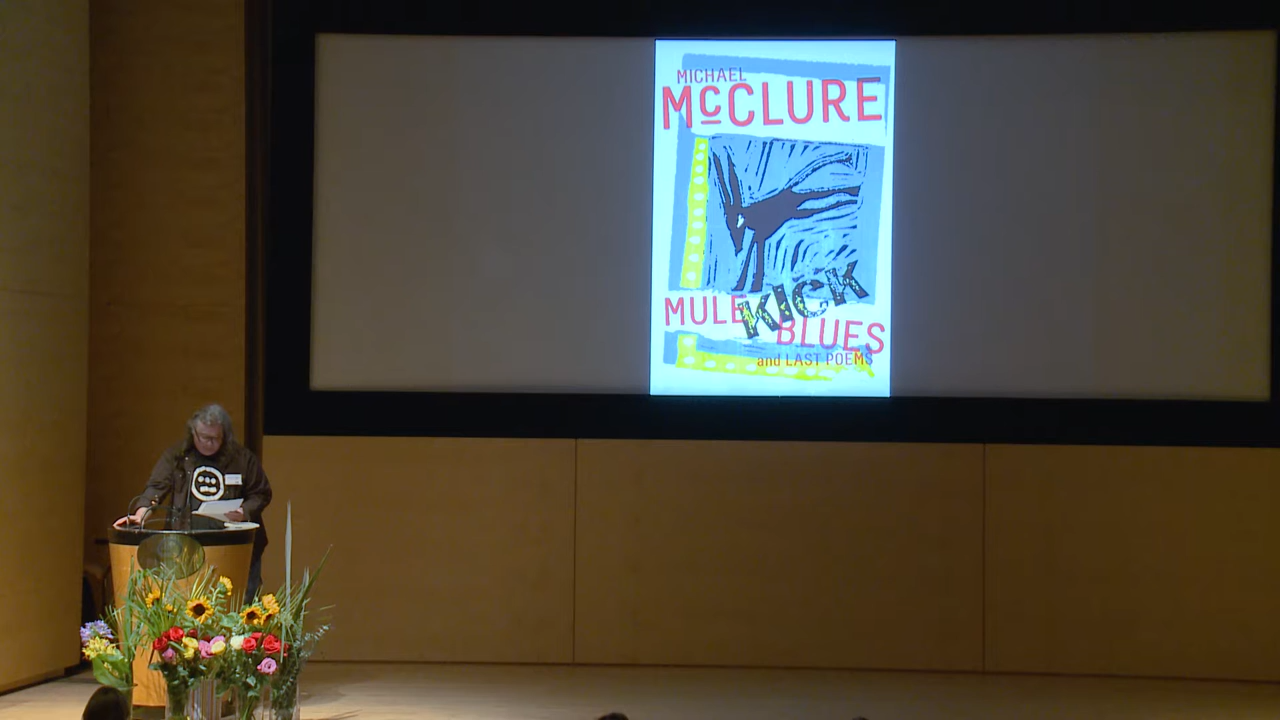 MICHAEL
McCLURE
MULE KICK
BLUES
and LAST POEMS